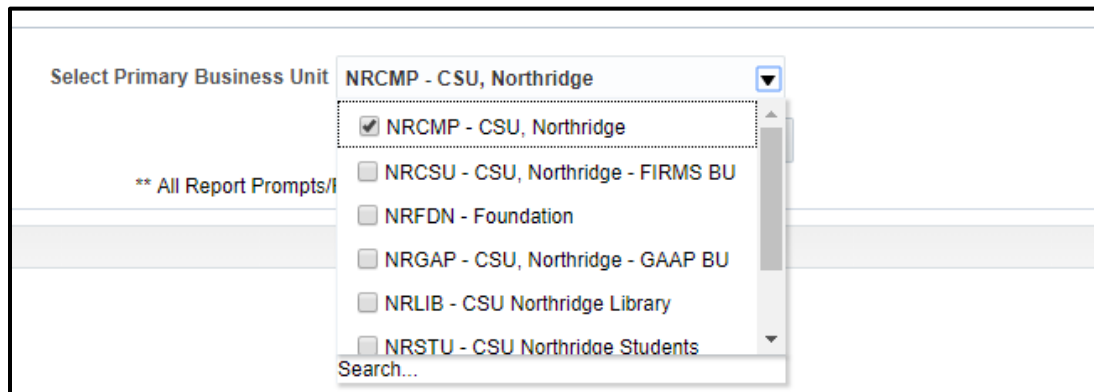 Select Primary Business Unit NRCMP - CSU, Northridge
NRCMP - CSU, Northridge
NRCSU - CSU, Northridge - FIRMS BU
** All Report Prompts/
NRFDN - Foundation
NRGAP - CSU, Northridge - GAAP BU
NRLIB - CSU Northridge Library
NRSTU - CSU Northridge Students
Search...